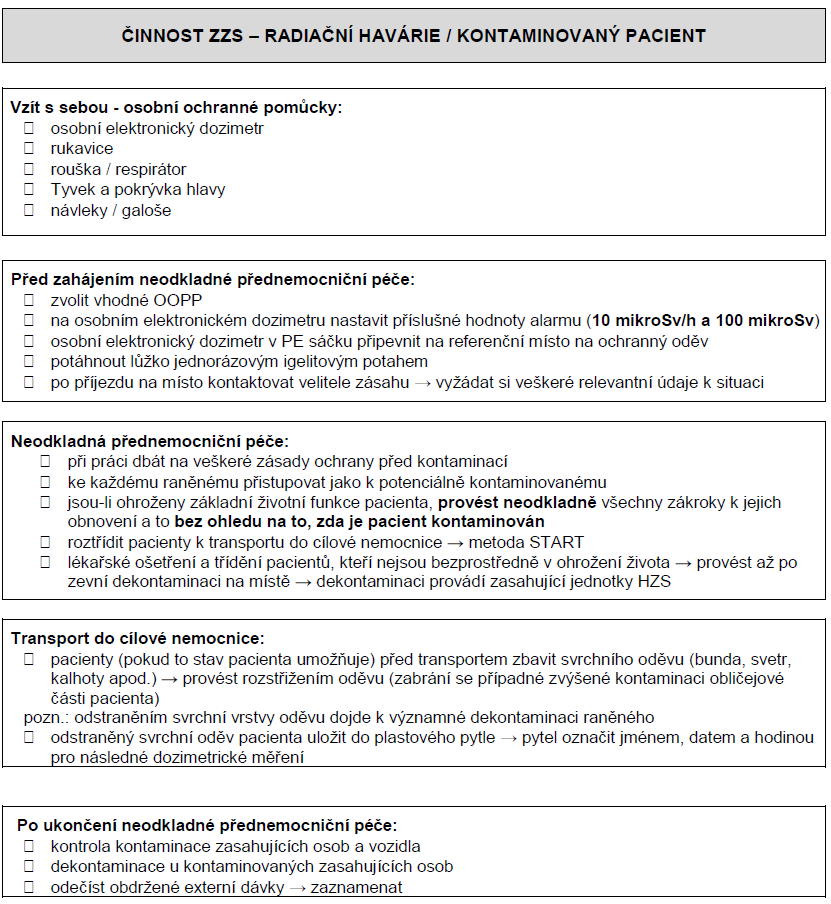 ČINNOST ZZS – RADIAČNÍ HAVÁRIE / KONTAMINOVANÝ PACIENT
Vzít s sebou - osobní ochranné pomůcky:
osobní elektronický dozimetr
rukavice
rouška / respirátor
Tyvek a pokrývka hlavy
návleky / galoše
Před zahájením neodkladné přednemocniční péče:
zvolit vhodné OOPP
na osobním elektronickém dozimetru nastavit příslušné hodnoty alarmu (10 mikroSv/h a 100 mikroSv)
osobní elektronický dozimetr v PE sáčku připevnit na referenční místo na ochranný oděv
potáhnout lůžko jednorázovým igelitovým potahem
po příjezdu na místo kontaktovat velitele zásahu → vyžádat si veškeré relevantní údaje k situaci
Neodkladná přednemocniční péče:
při práci dbát na veškeré zásady ochrany před kontaminací
ke každému raněnému přistupovat jako k potenciálně kontaminovanému
jsou-li ohroženy základní životní funkce pacienta, provést neodkladně všechny zákroky k jejich
obnovení a to bez ohledu na to, zda je pacient kontaminován
roztřídit pacienty k transportu do cílové nemocnice → metoda START
lékařské ošetření a třídění pacientů, kteří nejsou bezprostředně v ohrožení života → provést až po
zevní dekontaminaci na místě → dekontaminaci provádí zasahující jednotky HZS
Transport do cílové nemocnice:
pacienty (pokud to stav pacienta umožňuje) před transportem zbavit svrchního oděvu (bunda, svetr,
kalhoty apod.) → provést rozstřižením oděvu (zabrání se případné zvýšené kontaminaci obličejové
části pacienta)
pozn.: odstraněním svrchní vrstvy oděvu dojde k významné dekontaminaci raněného
odstraněný svrchní oděv pacienta uložit do plastového pytle → pytel označit jménem, datem a hodinou
pro následné dozimetrické měření
Po ukončení neodkladné přednemocniční péče:
kontrola kontaminace zasahujících osob a vozidla
dekontaminace u kontaminovaných zasahujících osob
odečíst obdržené externí dávky → zaznamenat